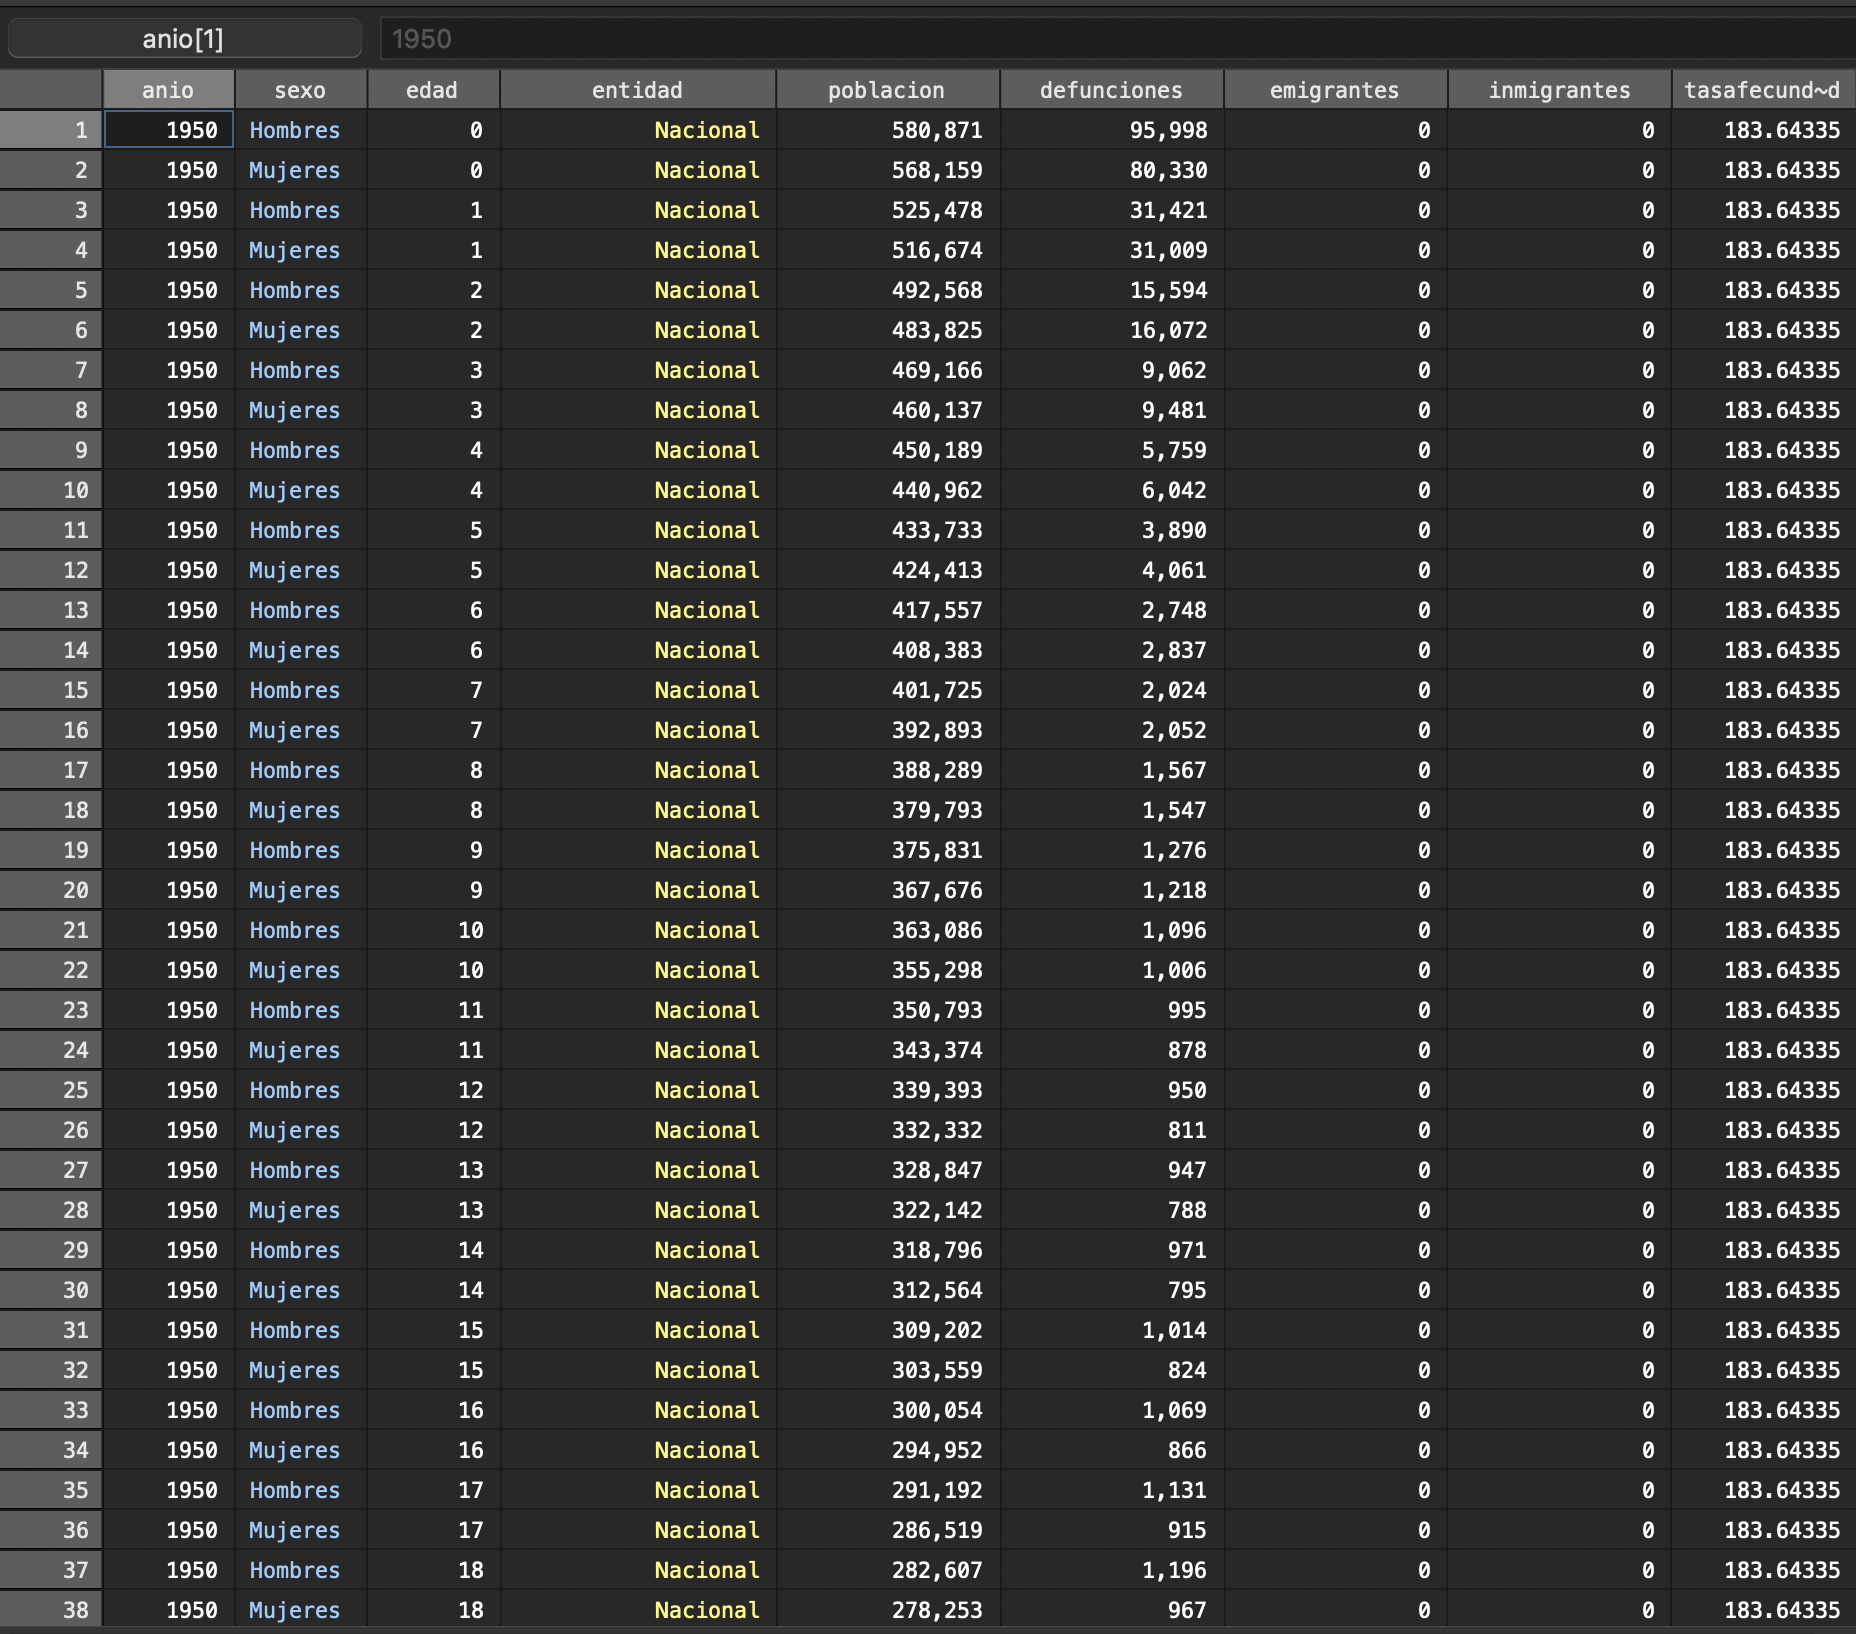 anio[1] 1950
anio sexo edad entidad poblacion defunciones emigrantes inmigrantes tasafecund~d
1 1950 Hombres 0 Nacional 580,871 95,998 0 0 183.64335
2 1950 Mujeres 0 Nacional 568,159 80,330 0 0 183.64335
3 1950 Hombres 1 Nacional 525,478 31,421 0 0 183.64335
4 1950 Mujeres 1 Nacional 516,674 31,009 0 0 183.64335
5 1950 Hombres 2 Nacional 492,568 15,594 0 0 183.64335
6 1950 Mujeres 2 Nacional 483,825 16,072 0 0 183.64335
7 1950 Hombres 3 Nacional 469,166 9,062 0 0 183.64335
8 1950 Mujeres 3 Nacional 460,137 9,481 0 0 183.64335
9 1950 Hombres 4 Nacional 450,189 5,759 0 0 183.64335
10 1950 Mujeres 4 Nacional 440,962 6,042 0 0 183.64335
11 1950 Hombres 5 Nacional 433,733 3,890 0 0 183.64335
12 1950 Mujeres 5 Nacional 424,413 4,061 0 0 183.64335
13 1950 Hombres 6 Nacional 417,557 2,748 0 0 183.64335
14 1950 Mujeres 6 Nacional 408,383 2,837 0 0 183.64335
15 1950 Hombres 7 Nacional 401,725 2,024 0 0 183.64335
16 1950 Mujeres 7 Nacional 392,893 2,052 0 0 183.64335
17 1950 Hombres 8 Nacional 388,289 1,567 0 0 183.64335
18 1950 Mujeres 8 Nacional 379,793 1,547 0 0 183.64335
19 1950 Hombres 9 Nacional 375,831 1,276 0 0 183.64335
20 1950 Mujeres 9 Nacional 367,676 1,218 0 0 183.64335
21 1950 Hombres 10 Nacional 363,086 1,096 0 0 183.64335
22 1950 Mujeres 10 Nacional 355,298 1,006 0 0 183.64335
23 1950 Hombres 11 Nacional 350,793 995 0 0 183.64335
24 1950 Mujeres 11 Nacional 343,374 878 0 0 183.64335
25 1950 Hombres 12 Nacional 339,393 950 0 0 183.64335
26 1950 Mujeres 12 Nacional 332,332 811 0 0 183.64335
27 1950 Hombres 13 Nacional 328,847 947 0 0 183.64335
28 1950 Mujeres 13 Nacional 322,142 788 0 0 183.64335
29 1950 Hombres 14 Nacional 318,796 971 0 0 183.64335
30 1950 Mujeres 14 Nacional 312,564 795 0 0 183.64335
31 1950 Hombres 15 Nacional 309,202 1,014 0 0 183.64335
32 1950 Mujeres 15 Nacional 303,559 824 0 0 183.64335
33 1950 Hombres 16 Nacional 300,054 1,069 0 0 183.64335
34 1950 Mujeres 16 Nacional 294,952 866 0 0 183.64335
35 1950 Hombres 17 Nacional 291,192 1,131 0 0 183.64335
36 1950 Mujeres 17 Nacional 286,519 915 0 0 183.64335
37 1950 Hombres 18 Nacional 282,607 1,196 0 0 183.64335
38 1950 Mujeres 18 Nacional 278,253 967 0 0 183.64335